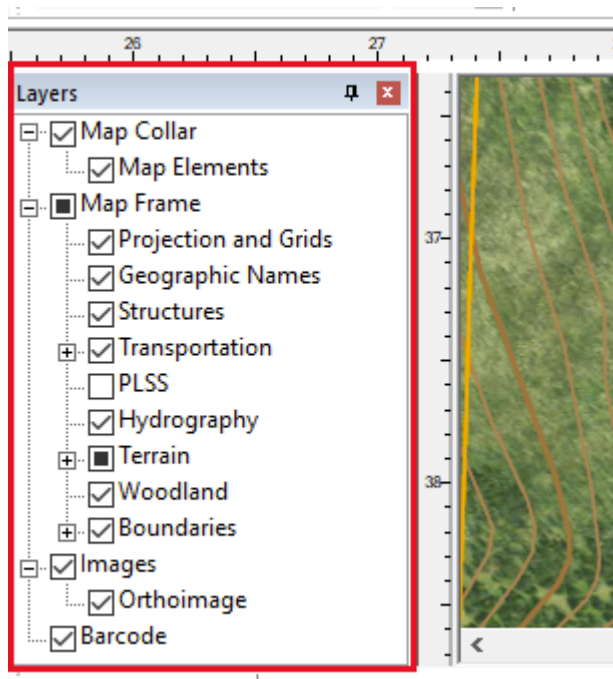 26 27
Layers
Map Collar
Map Elements
Map Frame
Projection and Grids
Geographic Names
Structures
Transportation
PLSS
Hydrography
Terrain
Woodland
Boundaries
Images
Orthoimage
Barcode
37
38